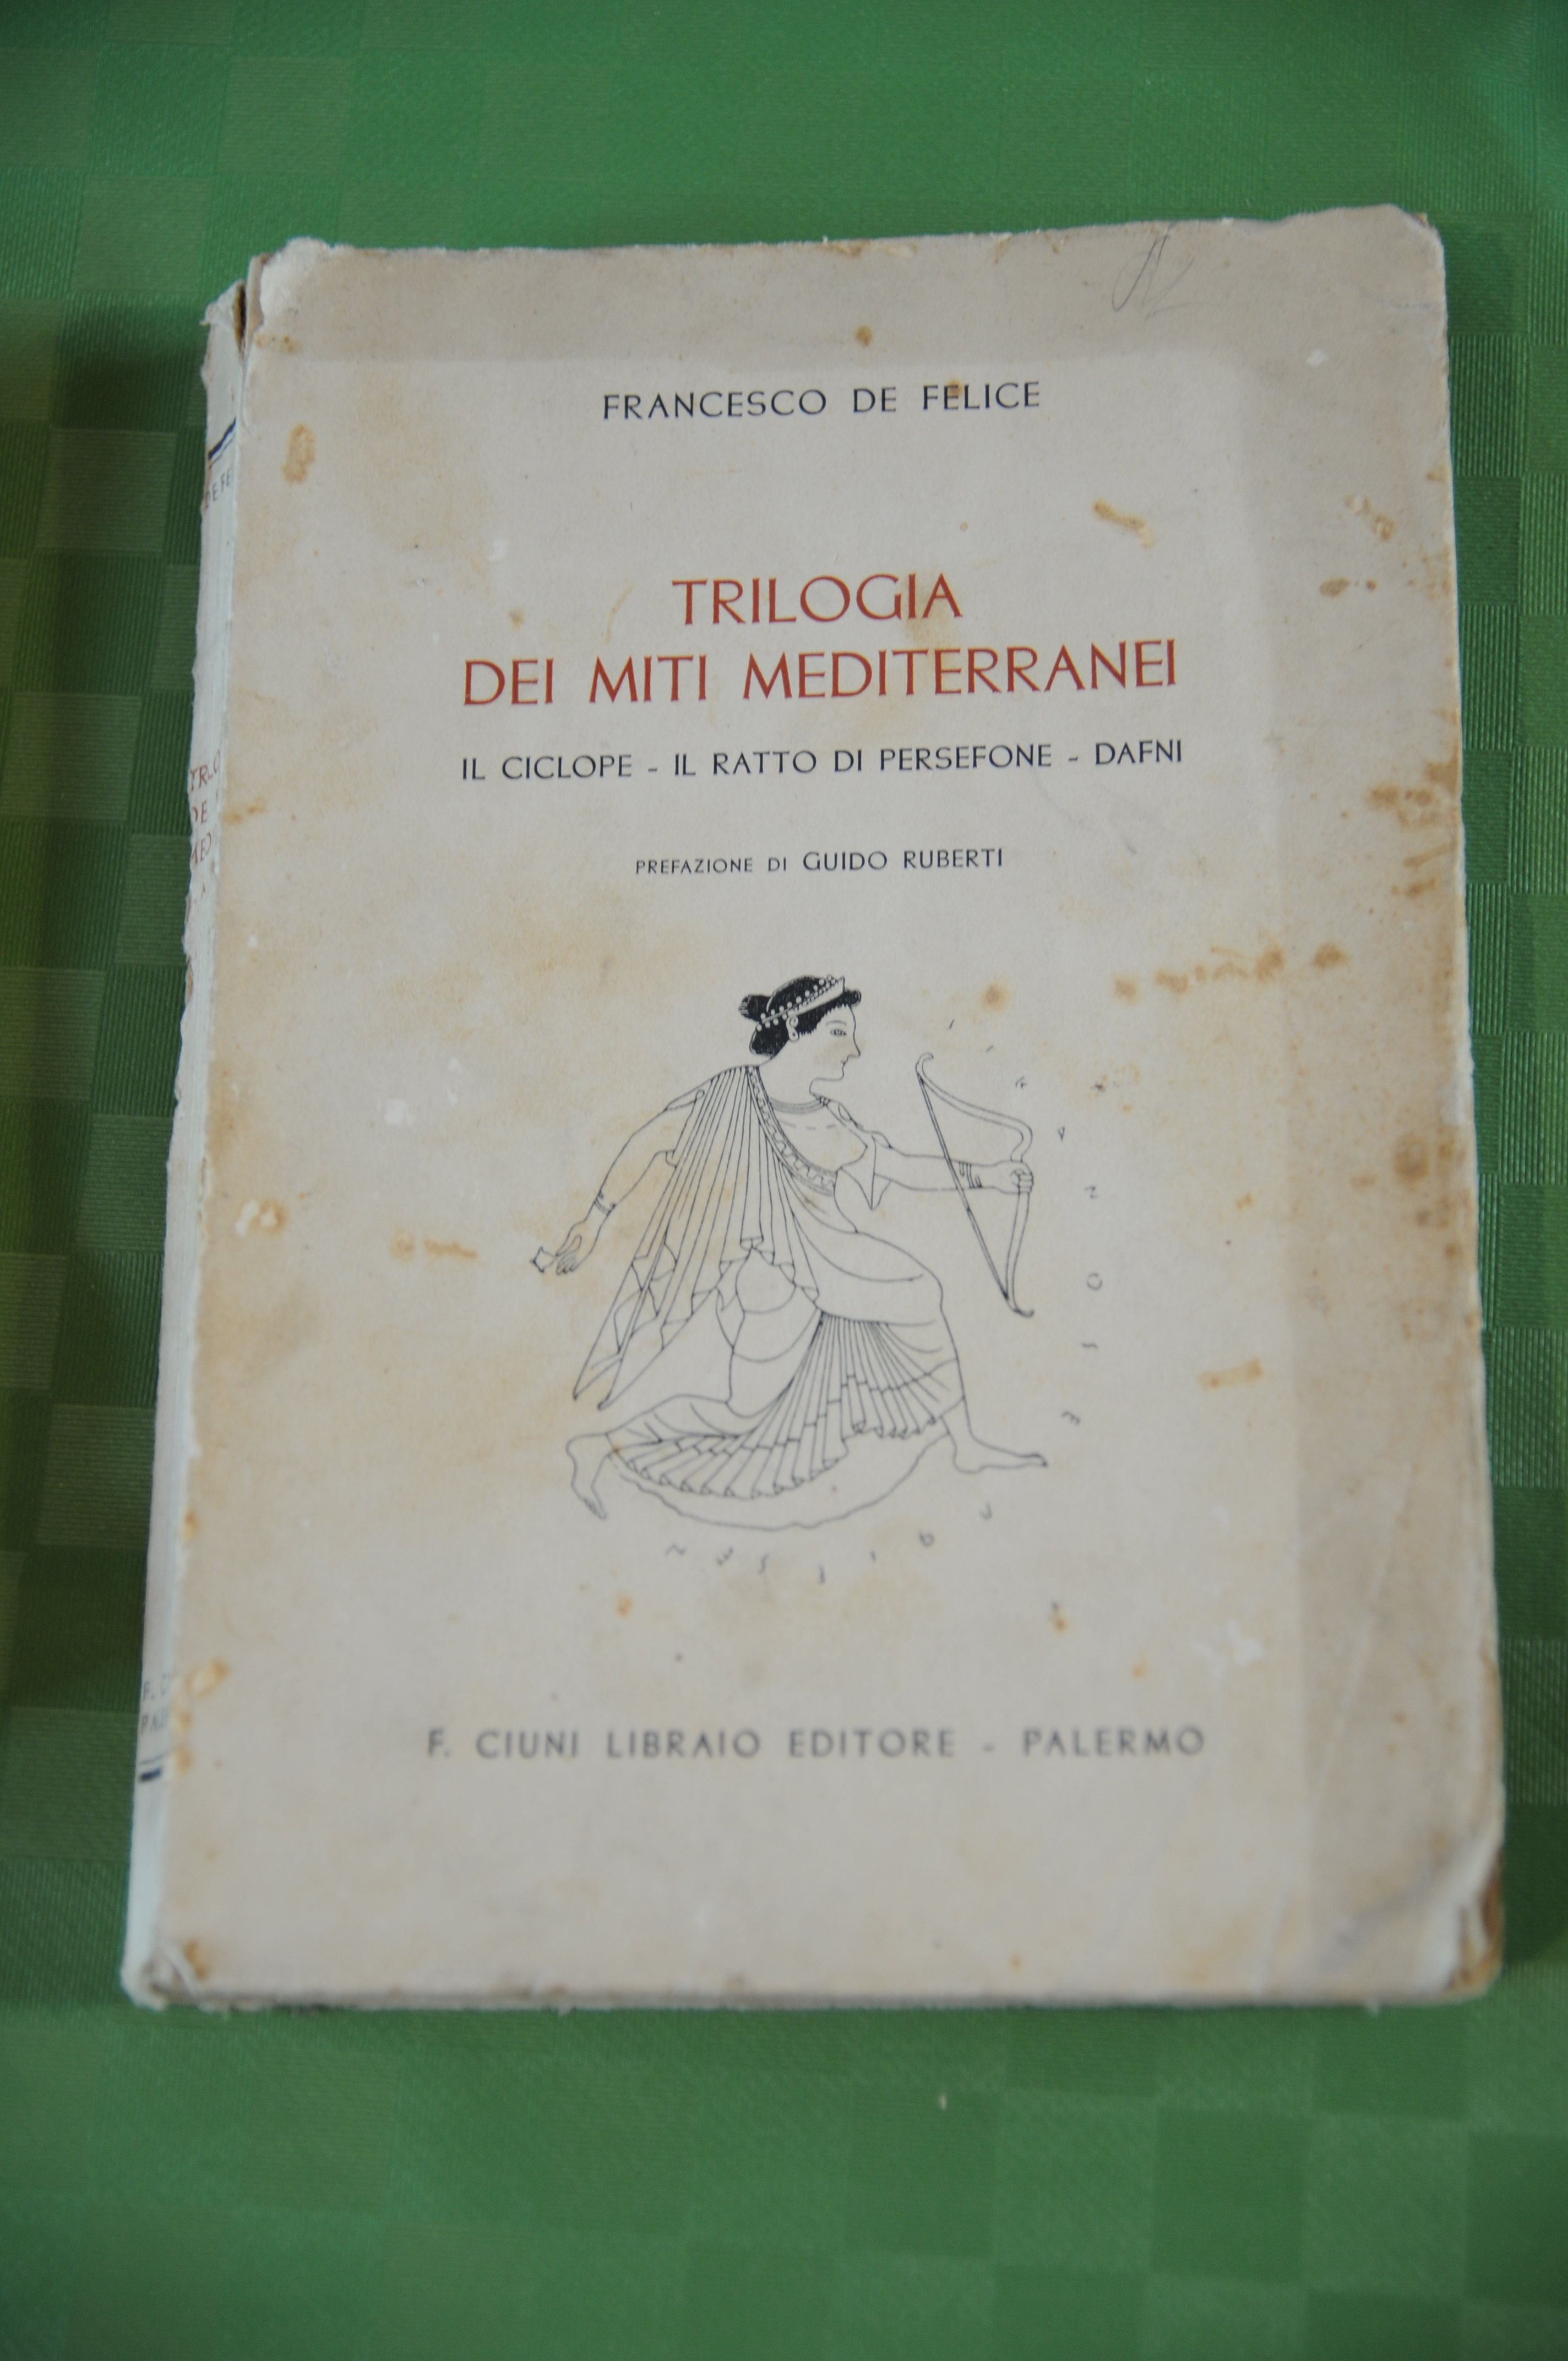 FRANCESCO DE FELICE
TRILOGIA
DEI MITI MEDITERRANEI
IL CICLOPE - IL RATTO DI PERSEFONE - DAFNI
PREFAZIONE DI GUIDO RUBERTI
F. CIUNI LIBRAIO EDITORE - PALERMO